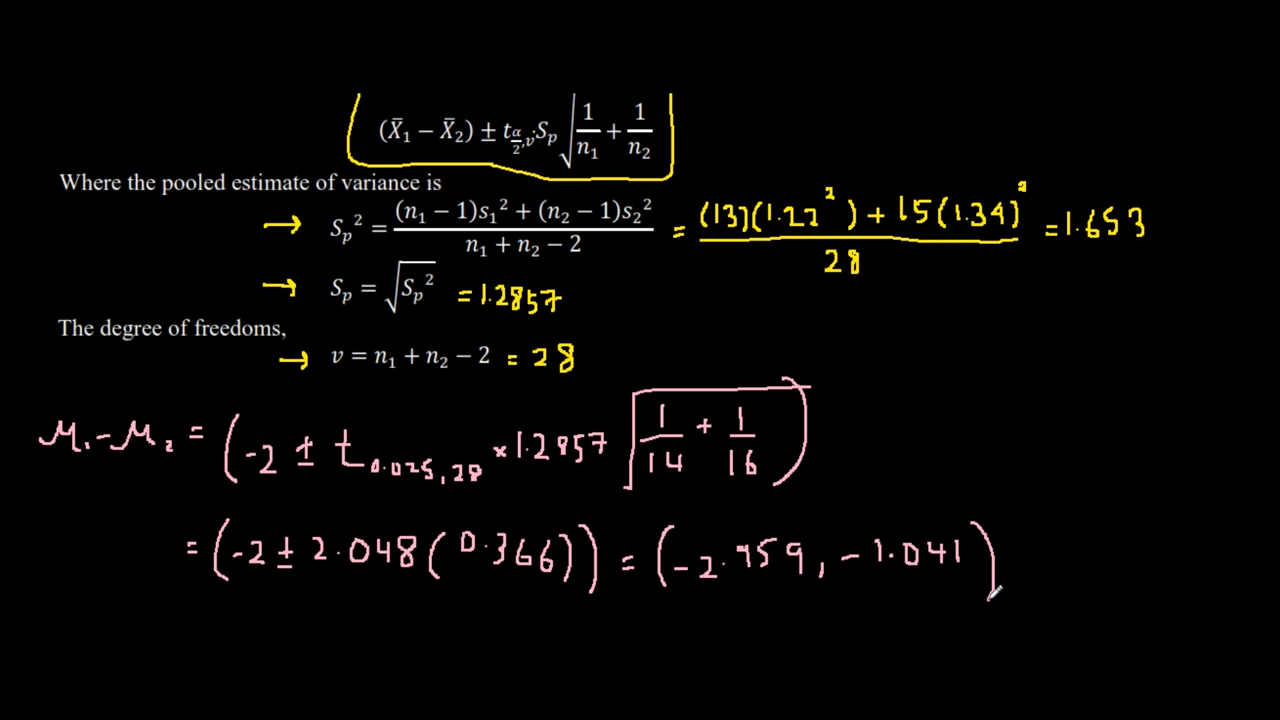 (X̄₁ − X̄₂) ± t_{α/2,v} S_p √(1/n₁ + 1/n₂)
Where the pooled estimate of variance is
→ S_p² = ((n₁ − 1)s₁² + (n₂ − 1)s₂²)/(n₁ + n₂ − 2) = ((13)(1.22²) + 15(1.34)²)/28 = 1.653
→ S_p = √(S_p²) = 1.2857
The degree of freedoms,
→ v = n₁ + n₂ − 2 = 28
μ₁-μ₂ = (-2 ± t_{0.025,28} × 1.2857 √(1/14 + 1/16))
= (-2 ± 2.048(0.366)) = (-2.959, -1.041)